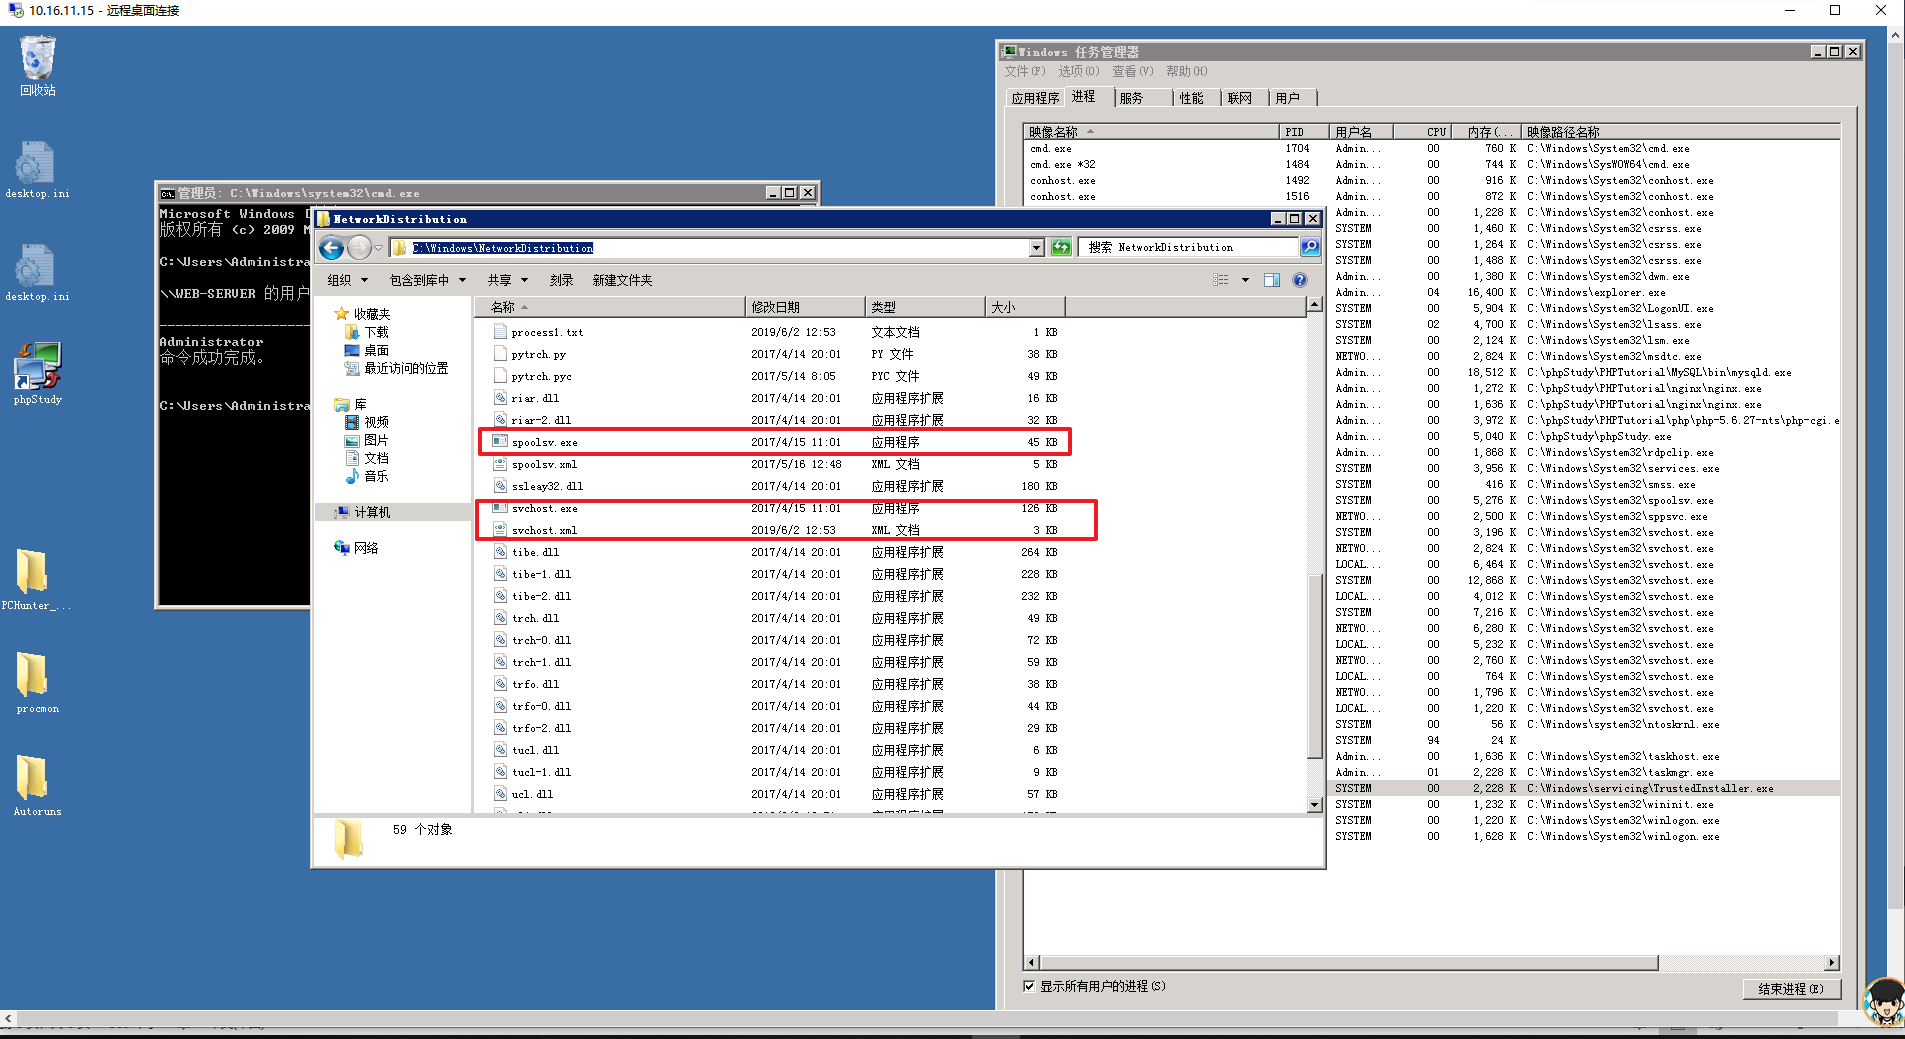 10.16.11.15 - 远程桌面连接
回收站
desktop.ini
desktop.ini
phpStudy
PCHunter_...
procmon
Autoruns
管理员: C:\Windows\system32\cmd.exe
Microsoft Windows
版权所有 (c) 2009 M
C:\Users\Administra
\\WEB-SERVER 的用户
Administrator
命令成功完成。
C:\Users\Administra
NetworkDistribution
C:\Windows\NetworkDistribution
搜索 NetworkDistribution
组织 包含到库中 共享 刻录 新建文件夹
收藏夹
下载
桌面
最近访问的位置
库
视频
图片
文档
音乐
计算机
网络
名称 修改日期 类型 大小
process1.txt 2019/6/2 12:53 文本文档 1 KB
pytrch.py 2017/4/14 20:01 PY 文件 38 KB
pytrch.pyc 2017/5/14 8:05 PYC 文件 49 KB
riar.dll 2017/4/14 20:01 应用程序扩展 16 KB
riar-2.dll 2017/4/14 20:01 应用程序扩展 32 KB
spoolsv.exe 2017/4/15 11:01 应用程序 45 KB
spoolsv.xml 2017/5/16 12:48 XML 文档 5 KB
ssleay32.dll 2017/4/14 20:01 应用程序扩展 180 KB
svchost.exe 2017/4/15 11:01 应用程序 126 KB
svchost.xml 2019/6/2 12:53 XML 文档 3 KB
tibe.dll 2017/4/14 20:01 应用程序扩展 264 KB
tibe-1.dll 2017/4/14 20:01 应用程序扩展 228 KB
tibe-2.dll 2017/4/14 20:01 应用程序扩展 232 KB
trch.dll 2017/4/14 20:01 应用程序扩展 49 KB
trch-0.dll 2017/4/14 20:01 应用程序扩展 72 KB
trch-1.dll 2017/4/14 20:01 应用程序扩展 59 KB
trfo.dll 2017/4/14 20:01 应用程序扩展 38 KB
trfo-0.dll 2017/4/14 20:01 应用程序扩展 44 KB
trfo-2.dll 2017/4/14 20:01 应用程序扩展 29 KB
tucl.dll 2017/4/14 20:01 应用程序扩展 6 KB
tucl-1.dll 2017/4/14 20:01 应用程序扩展 9 KB
ucl.dll 2017/4/14 20:01 应用程序扩展 57 KB
59 个对象
Windows 任务管理器
文件(F) 选项(O) 查看(V) 帮助(H)
应用程序 进程 服务 性能 联网 用户
映像名称 PID 用户名 CPU 内存(... 映像路径名称
cmd.exe 1704 Admin... 00 760 K C:\Windows\System32\cmd.exe
cmd.exe *32 1484 Admin... 00 744 K C:\Windows\SysWOW64\cmd.exe
conhost.exe 1492 Admin... 00 916 K C:\Windows\System32\conhost.exe
conhost.exe 1516 Admin... 00 872 K C:\Windows\System32\conhost.exe
Admin... 00 1,228 K C:\Windows\System32\conhost.exe
SYSTEM 00 1,460 K C:\Windows\System32\csrss.exe
SYSTEM 00 1,264 K C:\Windows\System32\csrss.exe
SYSTEM 00 1,488 K C:\Windows\System32\csrss.exe
Admin... 00 1,380 K C:\Windows\System32\dwm.exe
Admin... 04 16,400 K C:\Windows\explorer.exe
SYSTEM 00 5,904 K C:\Windows\System32\LogonUI.exe
SYSTEM 02 4,700 K C:\Windows\System32\lsass.exe
SYSTEM 00 2,124 K C:\Windows\System32\lsm.exe
NETWO... 00 2,824 K C:\Windows\System32\msdtc.exe
Admin... 00 18,512 K C:\phpStudy\PHPTutorial\MySQL\bin\mysqld.exe
Admin... 00 1,272 K C:\phpStudy\PHPTutorial\nginx\nginx.exe
Admin... 00 1,636 K C:\phpStudy\PHPTutorial\nginx\nginx.exe
Admin... 00 3,972 K C:\phpStudy\PHPTutorial\php\php-5.6.27-nts\php-cgi.e
Admin... 00 5,040 K C:\phpStudy\phpStudy.exe
Admin... 00 1,868 K C:\Windows\System32\rdpclip.exe
SYSTEM 00 3,956 K C:\Windows\System32\services.exe
SYSTEM 00 416 K C:\Windows\System32\smss.exe
SYSTEM 00 5,276 K C:\Windows\System32\spoolsv.exe
NETWO... 00 2,500 K C:\Windows\System32\sppsvc.exe
SYSTEM 00 3,196 K C:\Windows\System32\svchost.exe
NETWO... 00 2,824 K C:\Windows\System32\svchost.exe
LOCAL... 00 6,464 K C:\Windows\System32\svchost.exe
SYSTEM 00 12,868 K C:\Windows\System32\svchost.exe
LOCAL... 00 4,012 K C:\Windows\System32\svchost.exe
SYSTEM 00 7,216 K C:\Windows\System32\svchost.exe
NETWO... 00 6,280 K C:\Windows\System32\svchost.exe
LOCAL... 00 5,232 K C:\Windows\System32\svchost.exe
NETWO... 00 2,760 K C:\Windows\System32\svchost.exe
LOCAL... 00 764 K C:\Windows\System32\svchost.exe
NETWO... 00 1,796 K C:\Windows\System32\svchost.exe
LOCAL... 00 1,220 K C:\Windows\System32\svchost.exe
SYSTEM 00 56 K C:\Windows\system32\ntoskrnl.exe
SYSTEM 94 24 K
Admin... 00 1,636 K C:\Windows\System32\taskhost.exe
Admin... 01 2,228 K C:\Windows\System32\taskmgr.exe
SYSTEM 00 2,228 K C:\Windows\servicing\TrustedInstaller.exe
SYSTEM 00 1,232 K C:\Windows\System32\wininit.exe
SYSTEM 00 1,220 K C:\Windows\System32\winlogon.exe
SYSTEM 00 1,628 K C:\Windows\System32\winlogon.exe
显示所有用户的进程(S)
结束进程(E)